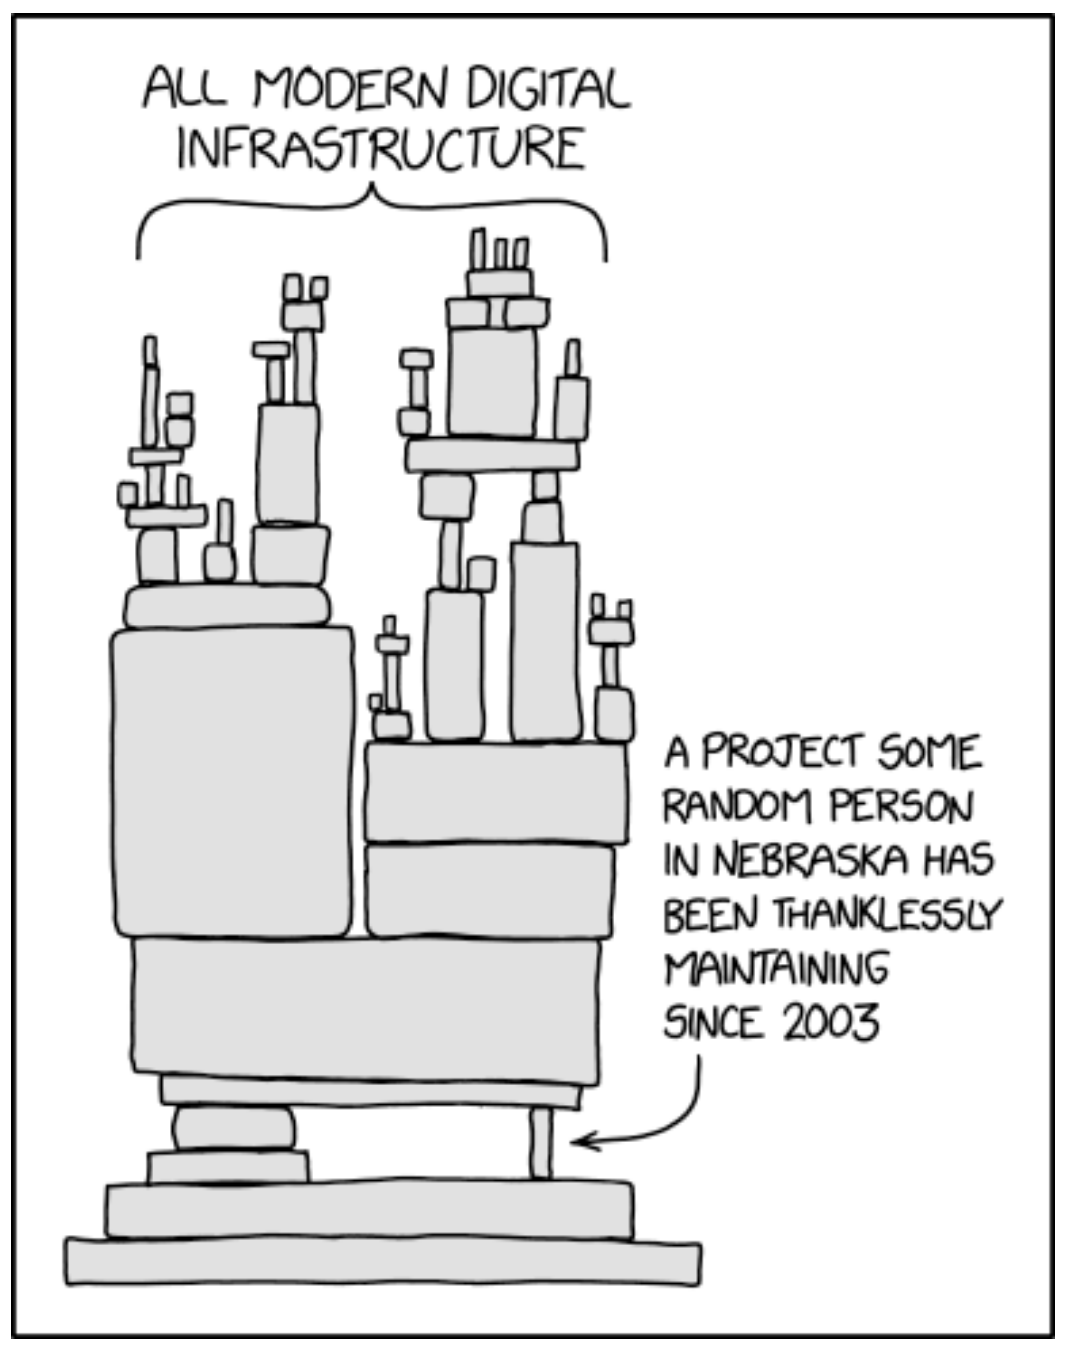 ALL MODERN DIGITAL
INFRASTRUCTURE
A PROJECT SOME
RANDOM PERSON
IN NEBRASKA HAS
BEEN THANKLESSLY
MAINTAINING
SINCE 2003